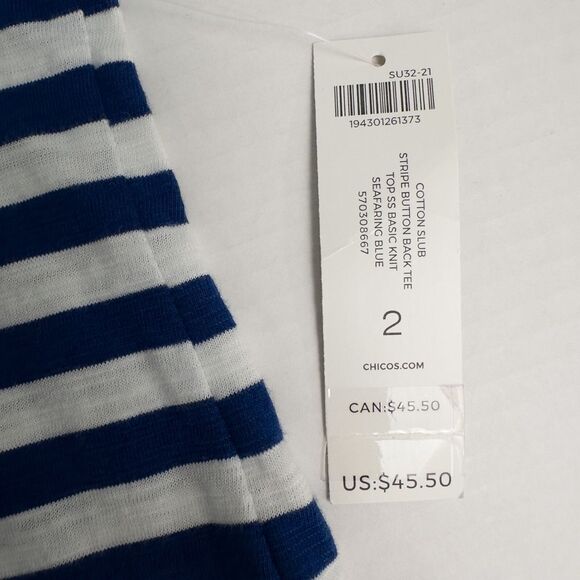 SU32-21
194301261373
COTTON SLUB
STRIPE BUTTON BACK TEE
TOP SS BASIC KNIT
SEAFARING BLUE
570308667
2
CHICOS.COM
CAN:$45.50
US:$45.50